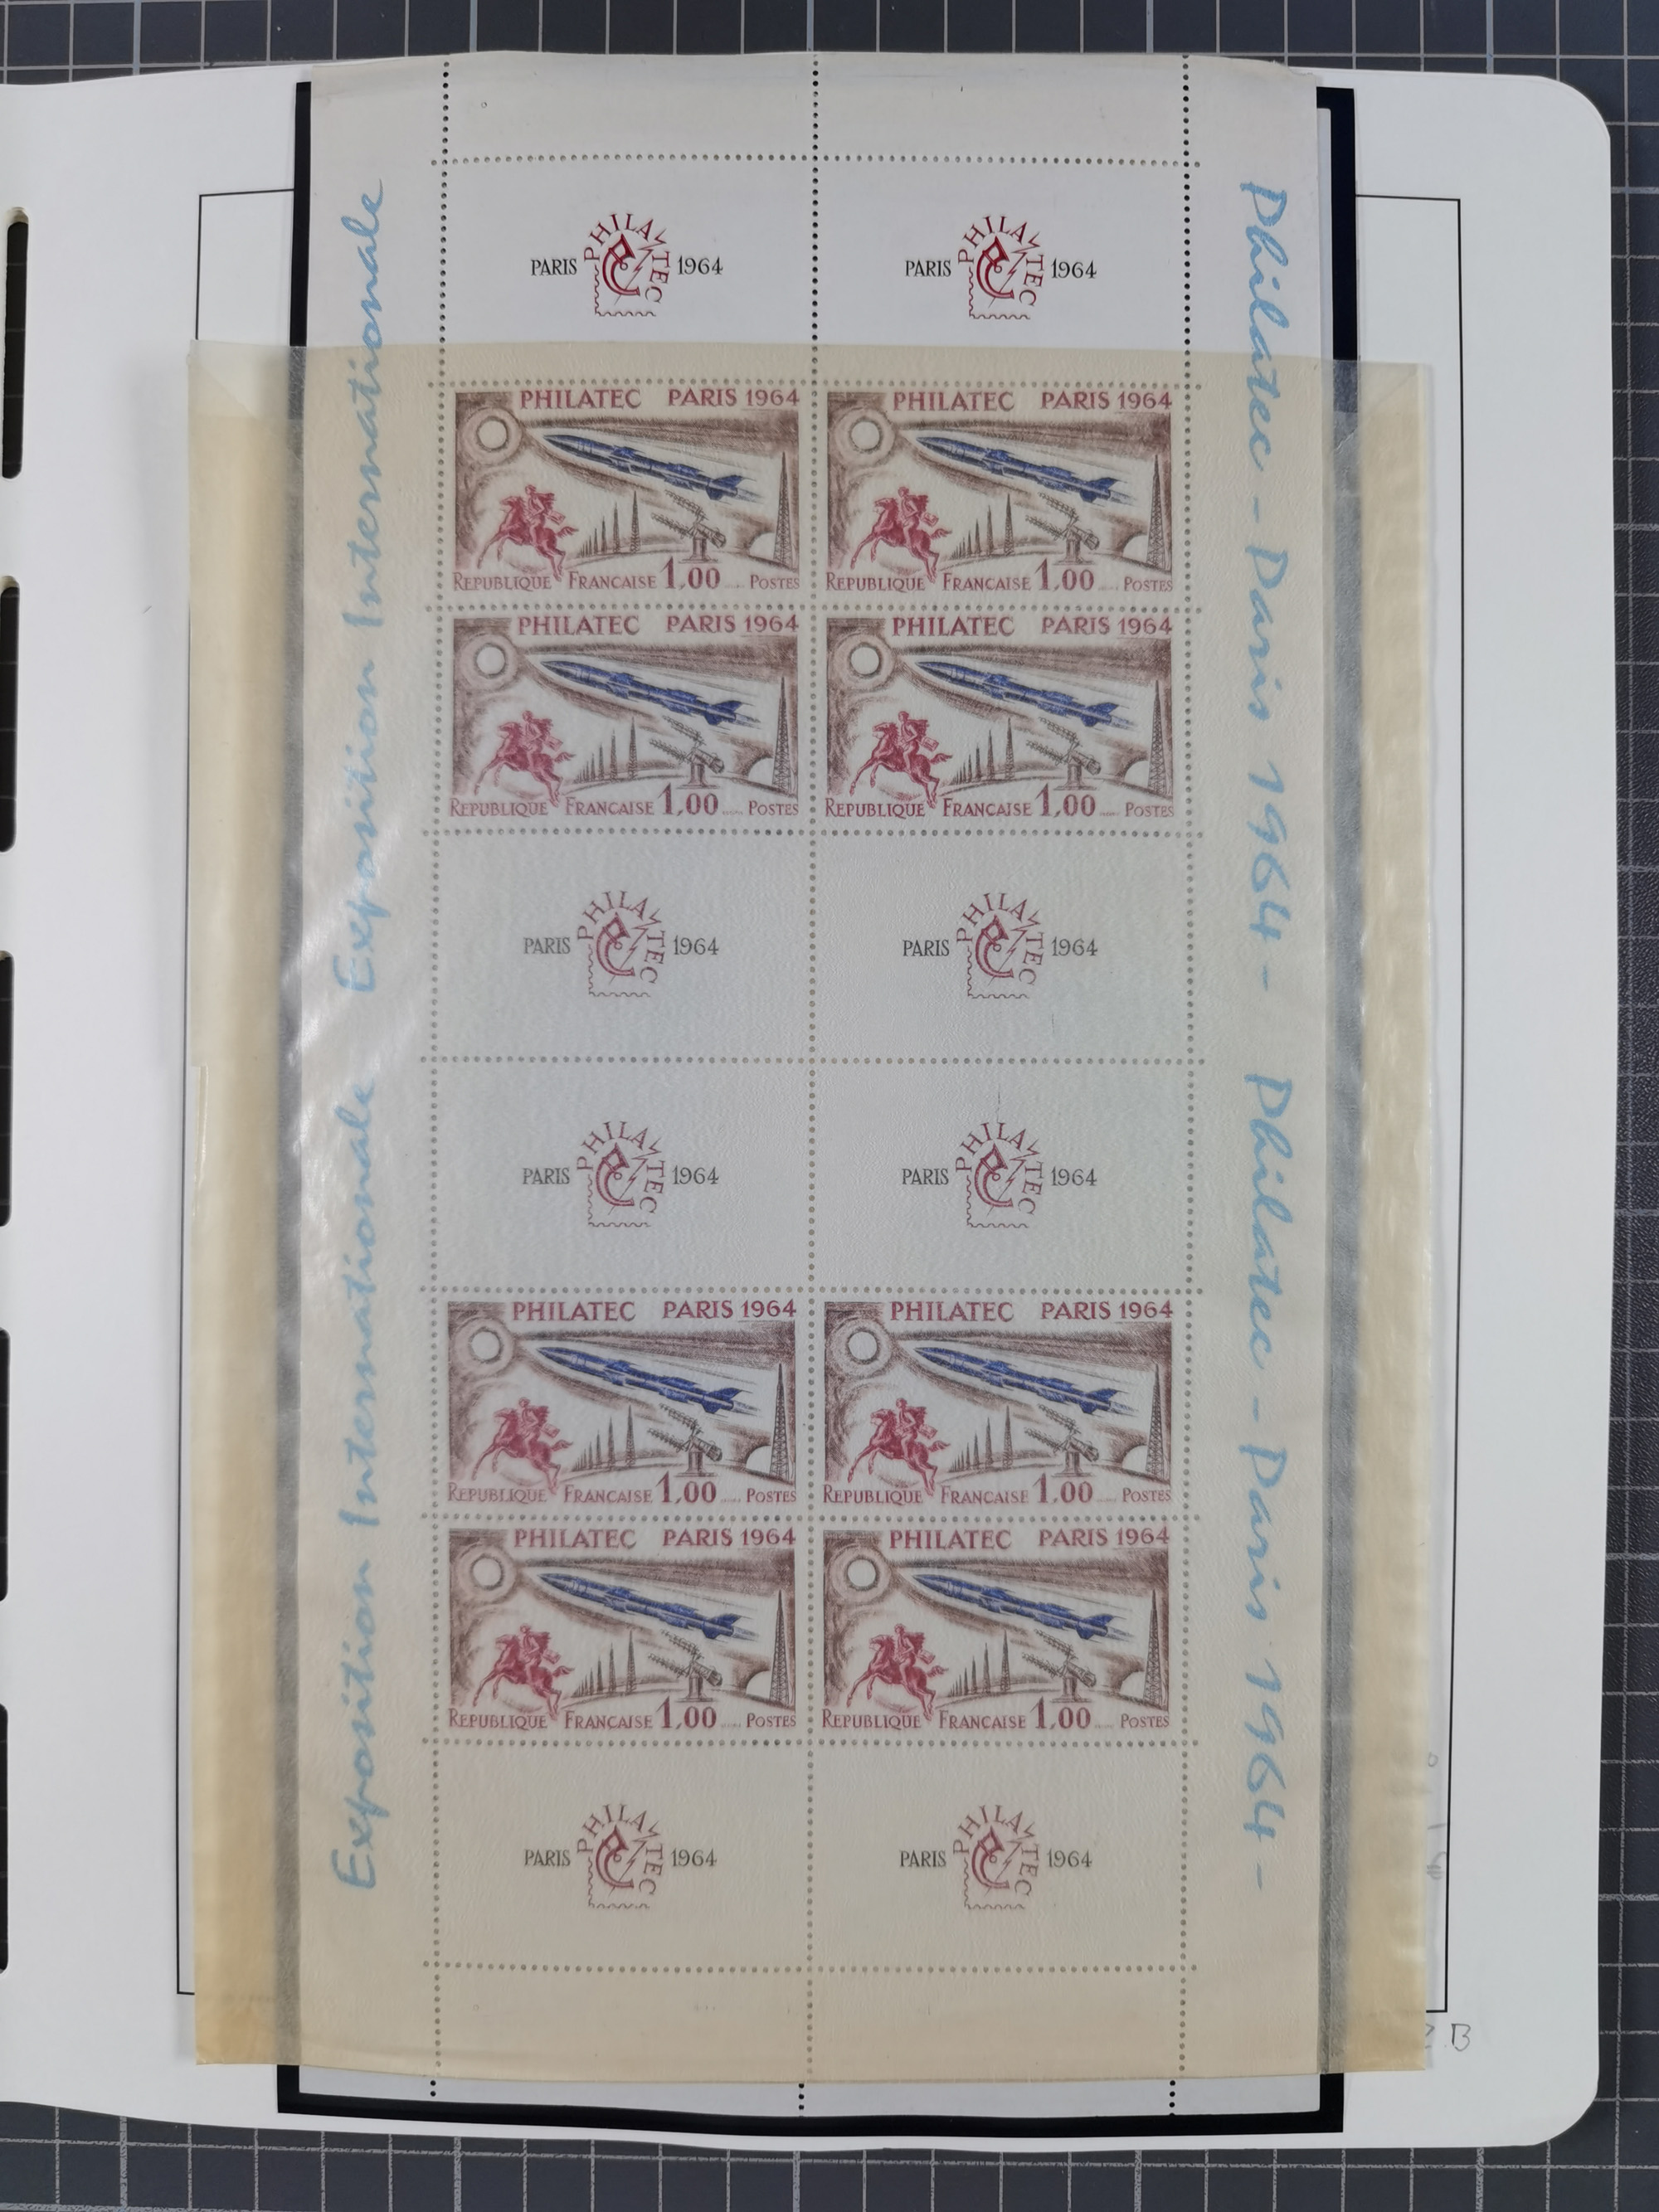 Expositíon Internationale Expositíon Internationale
PARIS PHILATEC 1964 PARIS PHILATEC 1964
PHILATEC PARIS 1964 PHILATEC PARIS 1964
REPUBLIQUE FRANCAISE 1,00 POSTES REPUBLIQUE FRANCAISE 1,00 POSTES
PHILATEC PARIS 1964 PHILATEC PARIS 1964
REPUBLIQUE FRANCAISE 1,00 POSTES REPUBLIQUE FRANCAISE 1,00 POSTES
PARIS PHILATEC 1964 PARIS PHILATEC 1964
PARIS PHILATEC 1964 PARIS PHILATEC 1964
PHILATEC PARIS 1964 PHILATEC PARIS 1964
REPUBLIQUE FRANCAISE 1,00 POSTES REPUBLIQUE FRANCAISE 1,00 POSTES
PHILATEC PARIS 1964 PHILATEC PARIS 1964
REPUBLIQUE FRANCAISE 1,00 POSTES REPUBLIQUE FRANCAISE 1,00 POSTES
PARIS PHILATEC 1964 PARIS PHILATEC 1964
Philatec - Paris 1964 - Philatec - Paris 1964 -